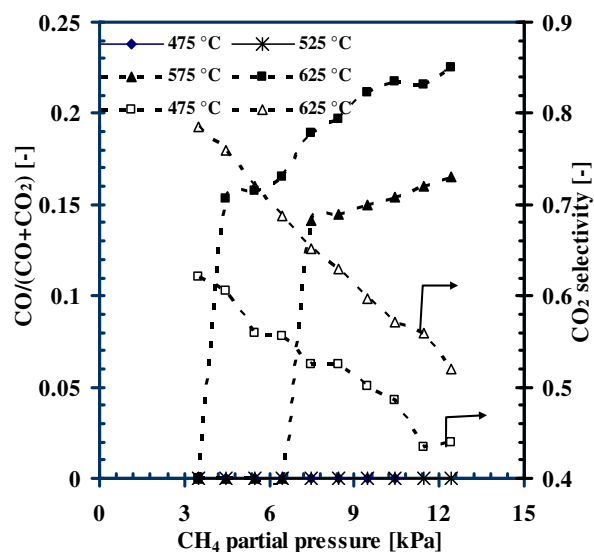 0.25 0.9
475 °C 525 °C
575 °C 625 °C
475 °C 625 °C
0.2 0.8
0.15 0.7
0.1 0.6
0.05 0.5
0 0.4
0 3 6 9 12 15
CO/(CO+CO₂) [-]
CO₂ selectivity [-]
CH₄ partial pressure [kPa]